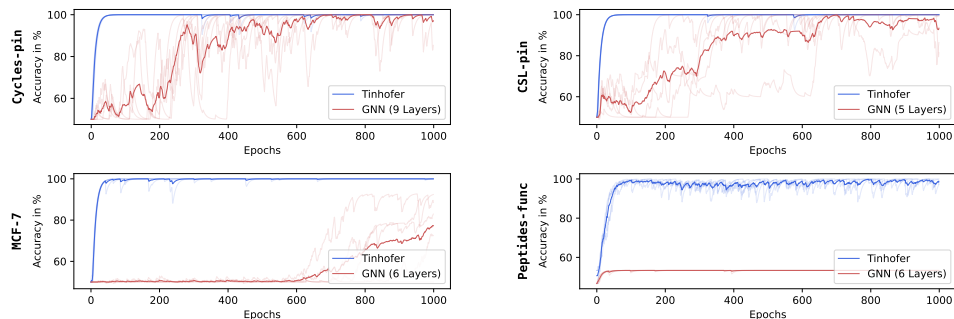 Cycles-pin
Accuracy in %
100
80
60
Tinhofer
GNN (9 Layers)
0 200 400 600 800 1000
Epochs
CSL-pin
Accuracy in %
100
80
60
Tinhofer
GNN (5 Layers)
0 200 400 600 800 1000
Epochs
MCF-7
Accuracy in %
100
80
60
Tinhofer
GNN (6 Layers)
0 200 400 600 800 1000
Epochs
Peptides-func
Accuracy in %
100
80
60
Tinhofer
GNN (6 Layers)
0 200 400 600 800 1000
Epochs